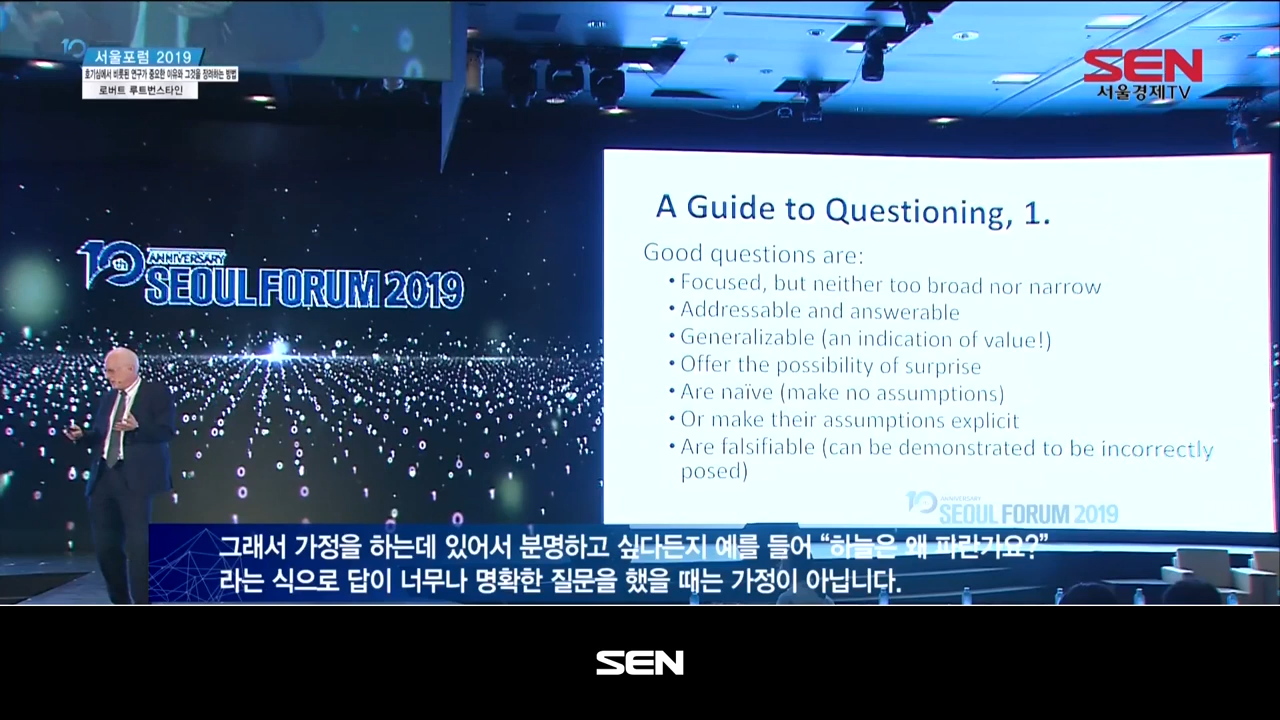 10
서울포럼 2019
호기심에서 비롯된 연구가 중요한 이유와 그것을 장려하는 방법
로버트 루트번스타인
SEN
서울경제TV
10th ANNIVERSARY
SEOUL FORUM 2019
A Guide to Questioning, 1.
Good questions are:
• Focused, but neither too broad nor narrow
• Addressable and answerable
• Generalizable (an indication of value!)
• Offer the possibility of surprise
• Are naïve (make no assumptions)
• Or make their assumptions explicit
• Are falsifiable (can be demonstrated to be incorrectly
posed)
10 ANNIVERSARY
SEOUL FORUM 2019
그래서 가정을 하는데 있어서 분명하고 싶다든지 예를 들어 “하늘은 왜 파란가요?”
라는 식으로 답이 너무나 명확한 질문을 했을 때는 가정이 아닙니다.
SEN